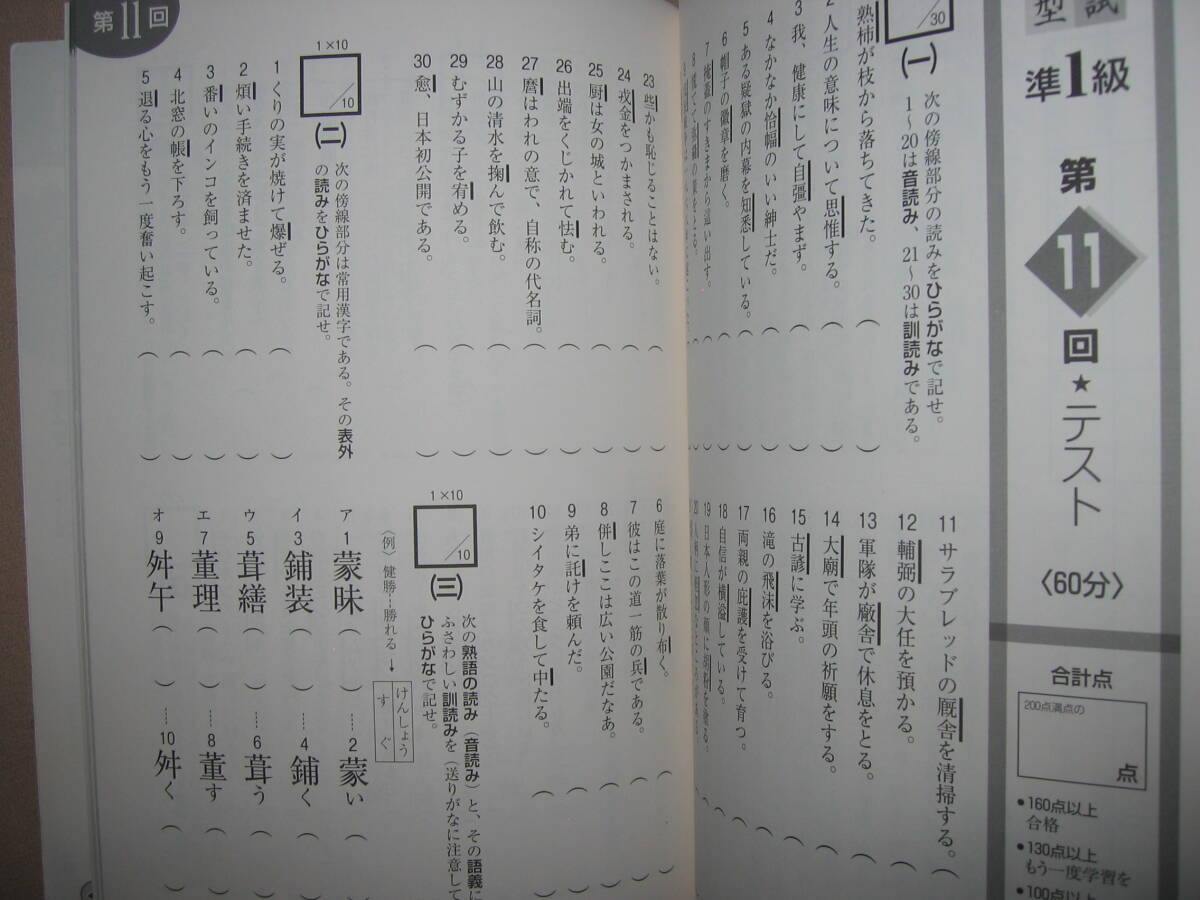 型 試
準1級
第11回★テスト
〈60分〉
合計点
200点満点の
点
●160点以上
合格
●130点以上
もう一度学習を
●100点以上
/30
(一)
次の傍線部分の読みをひらがなで記せ。
1～20は音読み、21～30は訓読みである。
熟柿が枝から落ちてきた。
2 人生の意味について思惟する。
3 我、健康にして自彊やまず。
4 なかなか恰幅のいい紳士だ。
5 ある疑獄の内幕を知悉している。
6 帽子の徽章を磨く。
のすきまから這い出す。
11 サラブレッドの厩舎を清掃する。
12 輔弼の大任を預かる。
13 軍隊が廠舎で休息をとる。
14 大廟で年頭の祈願をする。
15 古諺に学ぶ。
16 滝の飛沫を浴びる。
17 両親の庇護を受けて育つ。
18 自信が横溢している。
19 日本人形の顔に胡粉を塗る。
第11回
23 些かも恥じることはない。
24 戎金をつかまされる。
25 厨は女の城といわれる。
26 出端をくじかれて怯む。
27 麿はわれの意で、自称の代名詞。
28 山の清水を掬んで飲む。
29 むずかる子を宥める。
30 愈、日本初公開である。
1×10
/10
(二)
次の傍線部分は常用漢字である。その表外
の読みをひらがなで記せ。
1 くりの実が焼けて爆ぜる。
2 煩い手続きを済ませた。
3 番いのインコを飼っている。
4 北窓の帳を下ろす。
5 退る心をもう一度奮い起こす。
6 庭に落葉が散り布く。
7 彼はこの道一筋の兵である。
8 併しここは広い公園だなあ。
9 弟に託けを頼んだ。
10 シイタケを食して中たる。
1×10
/10
(三)
次の熟語の読み（音読み）と、その語義に
ふさわしい訓読みを（送りがなに注意して
ひらがなで記せ。
〈例〉健勝…勝れる→
けんしょう
すぐ
ア 1 蒙昧（ ）……2 蒙い（ ）
イ 3 鋪装（ ）……4 鋪く（ ）
ウ 5 葺繕（ ）……6 葺う（ ）
エ 7 董理（ ）……8 董す（ ）
オ 9 舛午（ ）……10 舛く（ ）